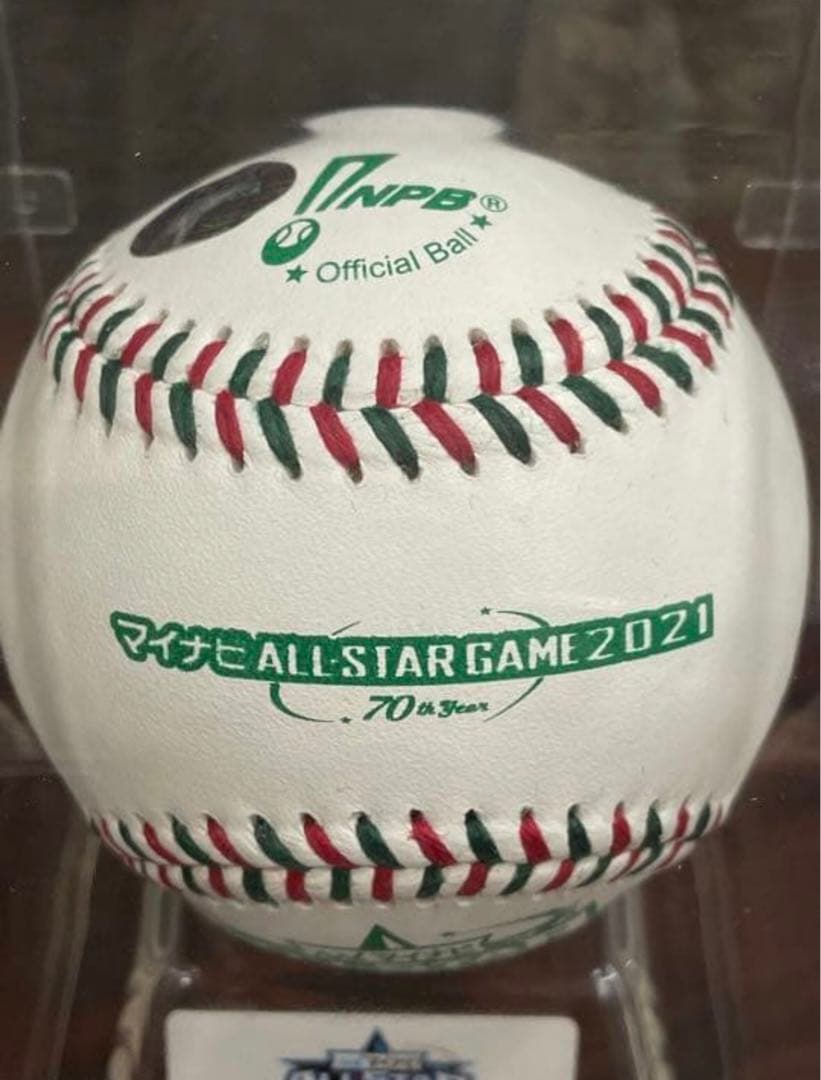 NPB®
★ Official Ball ★
マイナビ ALL-STAR GAME 2021
70th Year